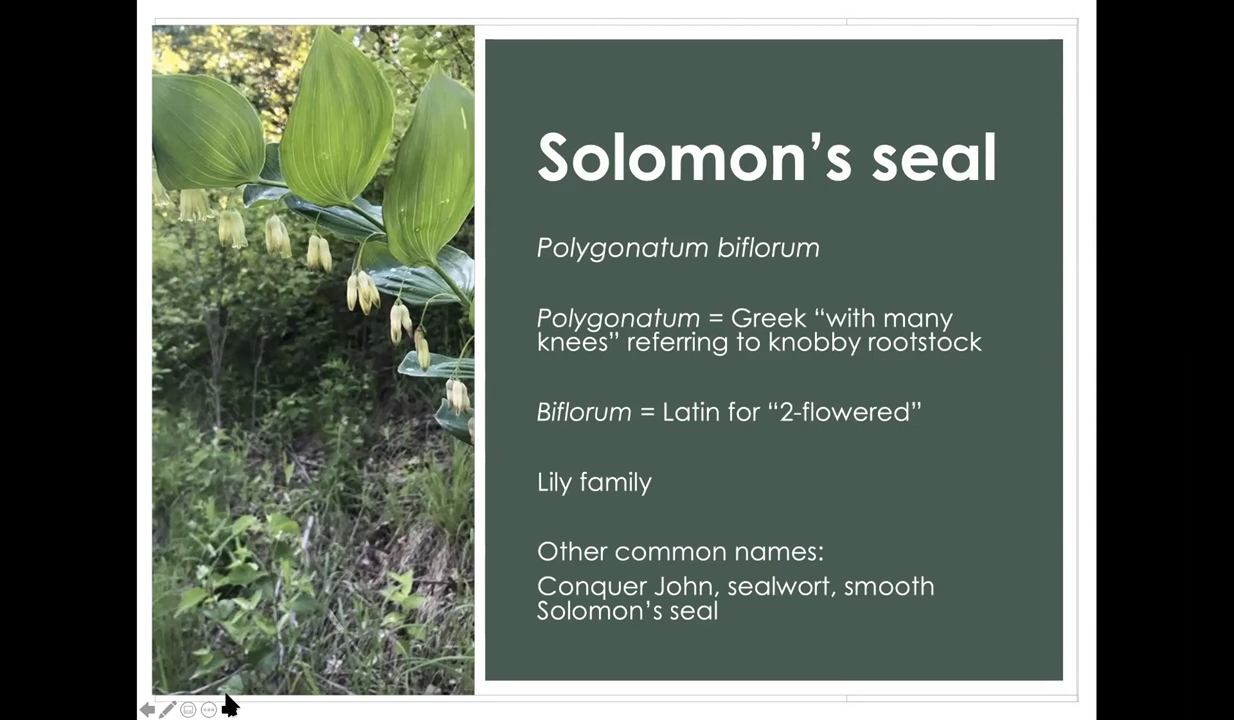 Solomon’s seal
Polygonatum biflorum
Polygonatum = Greek “with many
knees” referring to knobby rootstock
Biflorum = Latin for “2-flowered”
Lily family
Other common names:
Conquer John, sealwort, smooth
Solomon’s seal